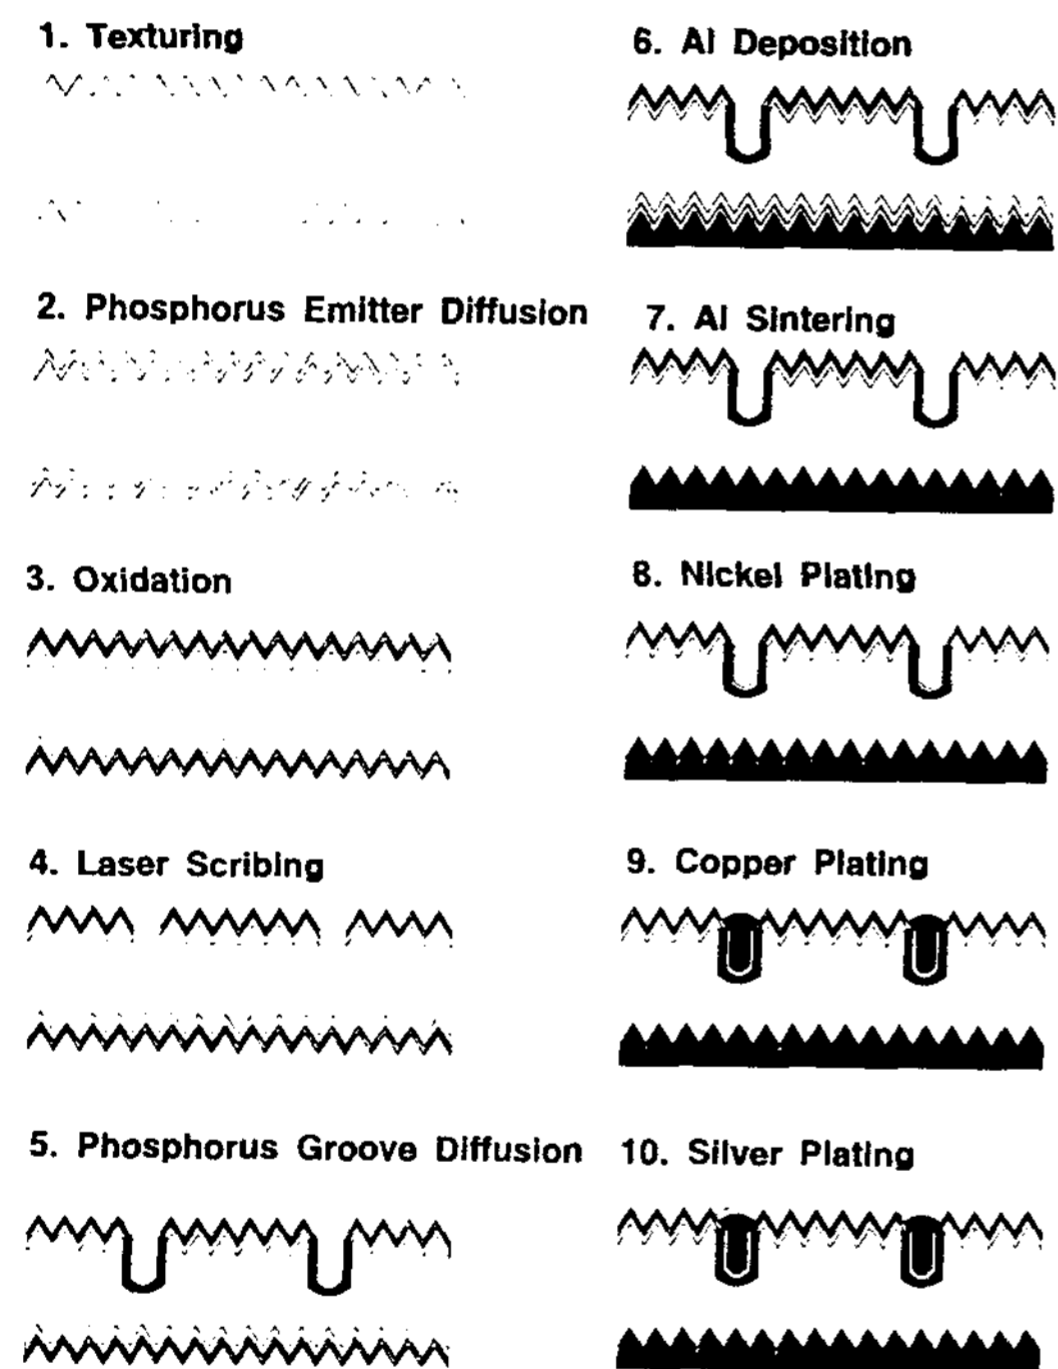 1. Texturing
2. Phosphorus Emitter Diffusion
3. Oxidation
4. Laser Scribing
5. Phosphorus Groove Diffusion
6. Al Deposition
7. Al Sintering
8. Nickel Plating
9. Copper Plating
10. Silver Plating